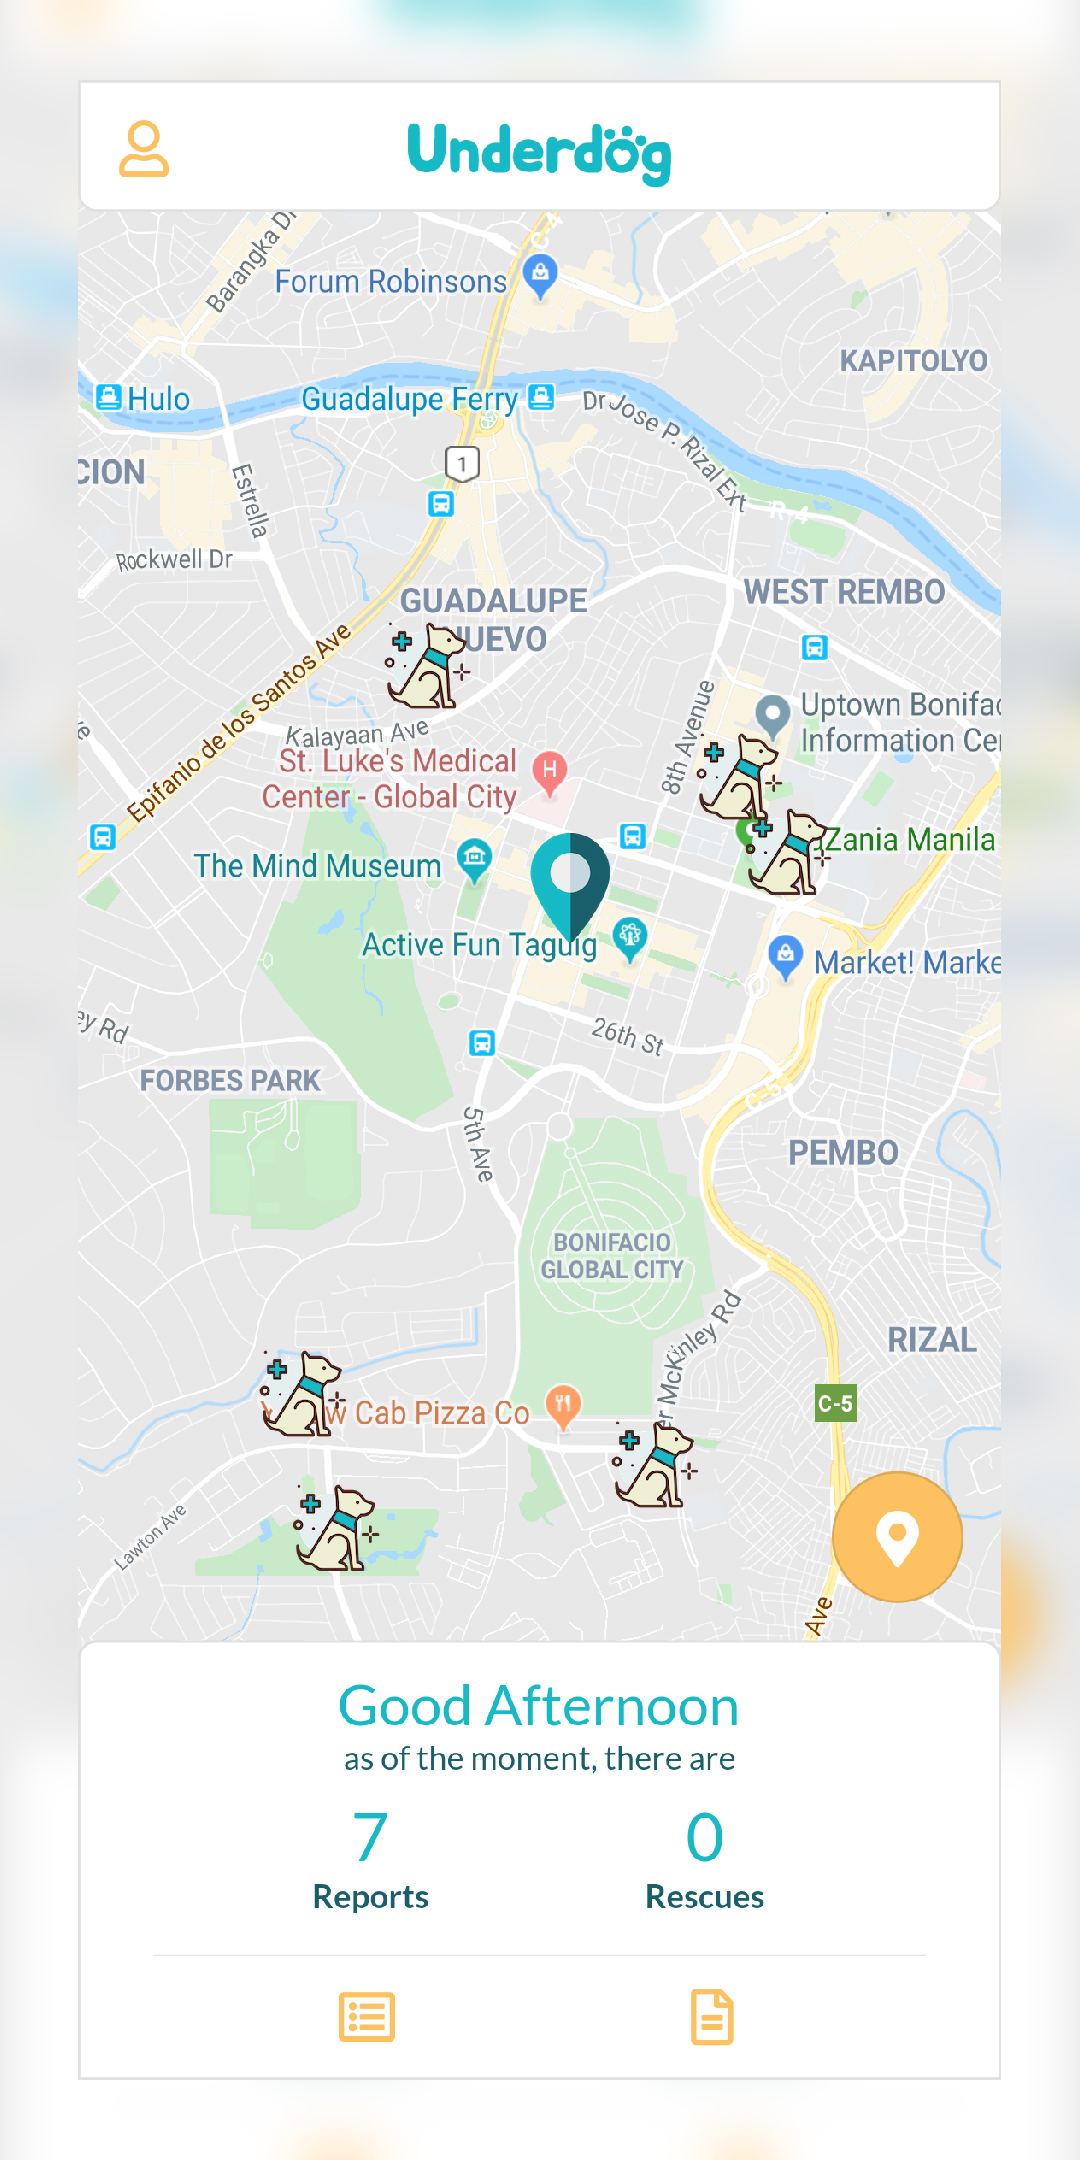 Underdog
Barangka Dr
C-4
Forum Robinsons
KAPITOLYO
Hulo
Guadalupe Ferry
Dr Jose P. Rizal Ext
CION
1
Estrella
R-4
Rockwell Dr
GUADALUPE
UEVO
WEST REMBO
Epifanio de los Santos Ave
8th Avenue
Uptown Bonifac
Information Cen
Kalayaan Ave
St. Luke's Medical
Center - Global City
H
Zania Manila
The Mind Museum
Active Fun Taguig
Market! Marke
ey Rd
26th St
FORBES PARK
C-5
5th Ave
PEMBO
BONIFACIO
GLOBAL CITY
er McKinley Rd
RIZAL
w Cab Pizza Co
C-5
Lawton Ave
Ave
Good Afternoon
as of the moment, there are
7
0
Reports
Rescues